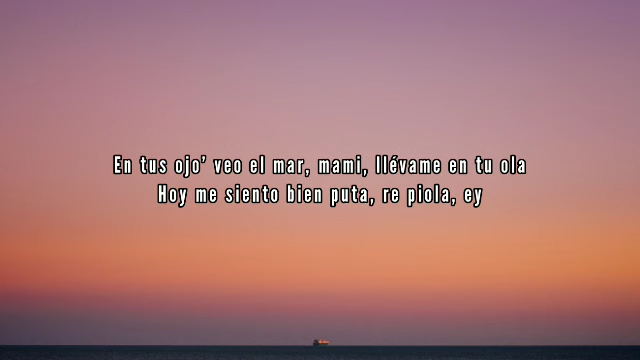 En tus ojo' veo el mar, mami, llévame en tu ola
Hoy me siento bien puta, re piola, ey